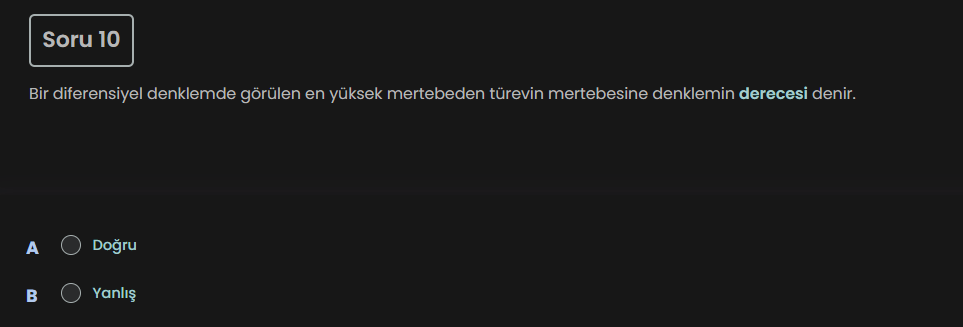 Soru 10
Bir diferensiyel denklemde görülen en yüksek mertebeden türevin mertebesine denklemin derecesi denir.
A Doğru
B Yanlış